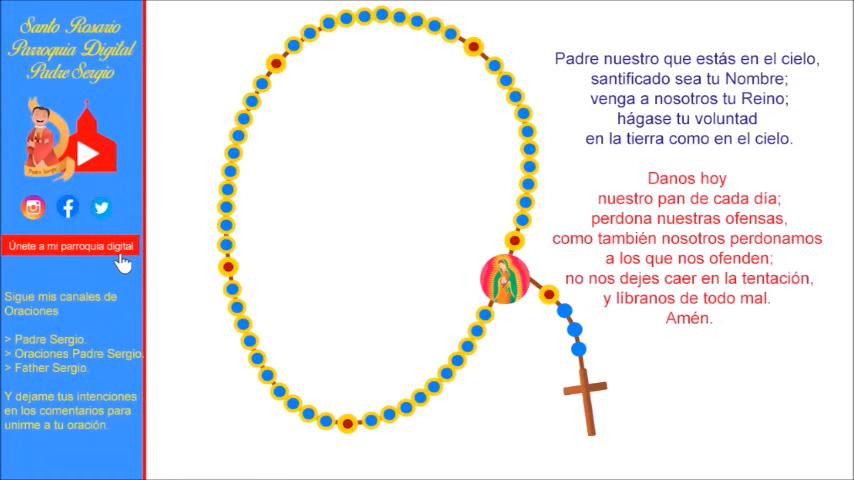 Santo Rosario
Parroquia Digital
Padre Sergio
Padre Sergio
Únete a mi parroquia digital
Sigue mis canales de
Oraciones
> Padre Sergio.
> Oraciones Padre Sergio.
> Father Sergio.
Y dejame tus intenciones
en los comentarios para
unirme a tu oración.
Padre nuestro que estás en el cielo,
santificado sea tu Nombre;
venga a nosotros tu Reino;
hágase tu voluntad
en la tierra como en el cielo.
Danos hoy
nuestro pan de cada día;
perdona nuestras ofensas,
como también nosotros perdonamos
a los que nos ofenden;
no nos dejes caer en la tentación,
y líbranos de todo mal.
Amén.